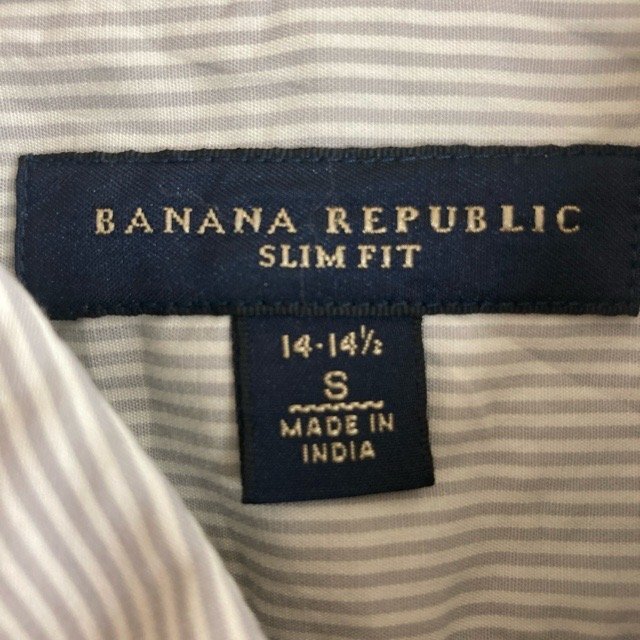 BANANA REPUBLIC
SLIM FIT
14-14½
S
MADE IN
INDIA